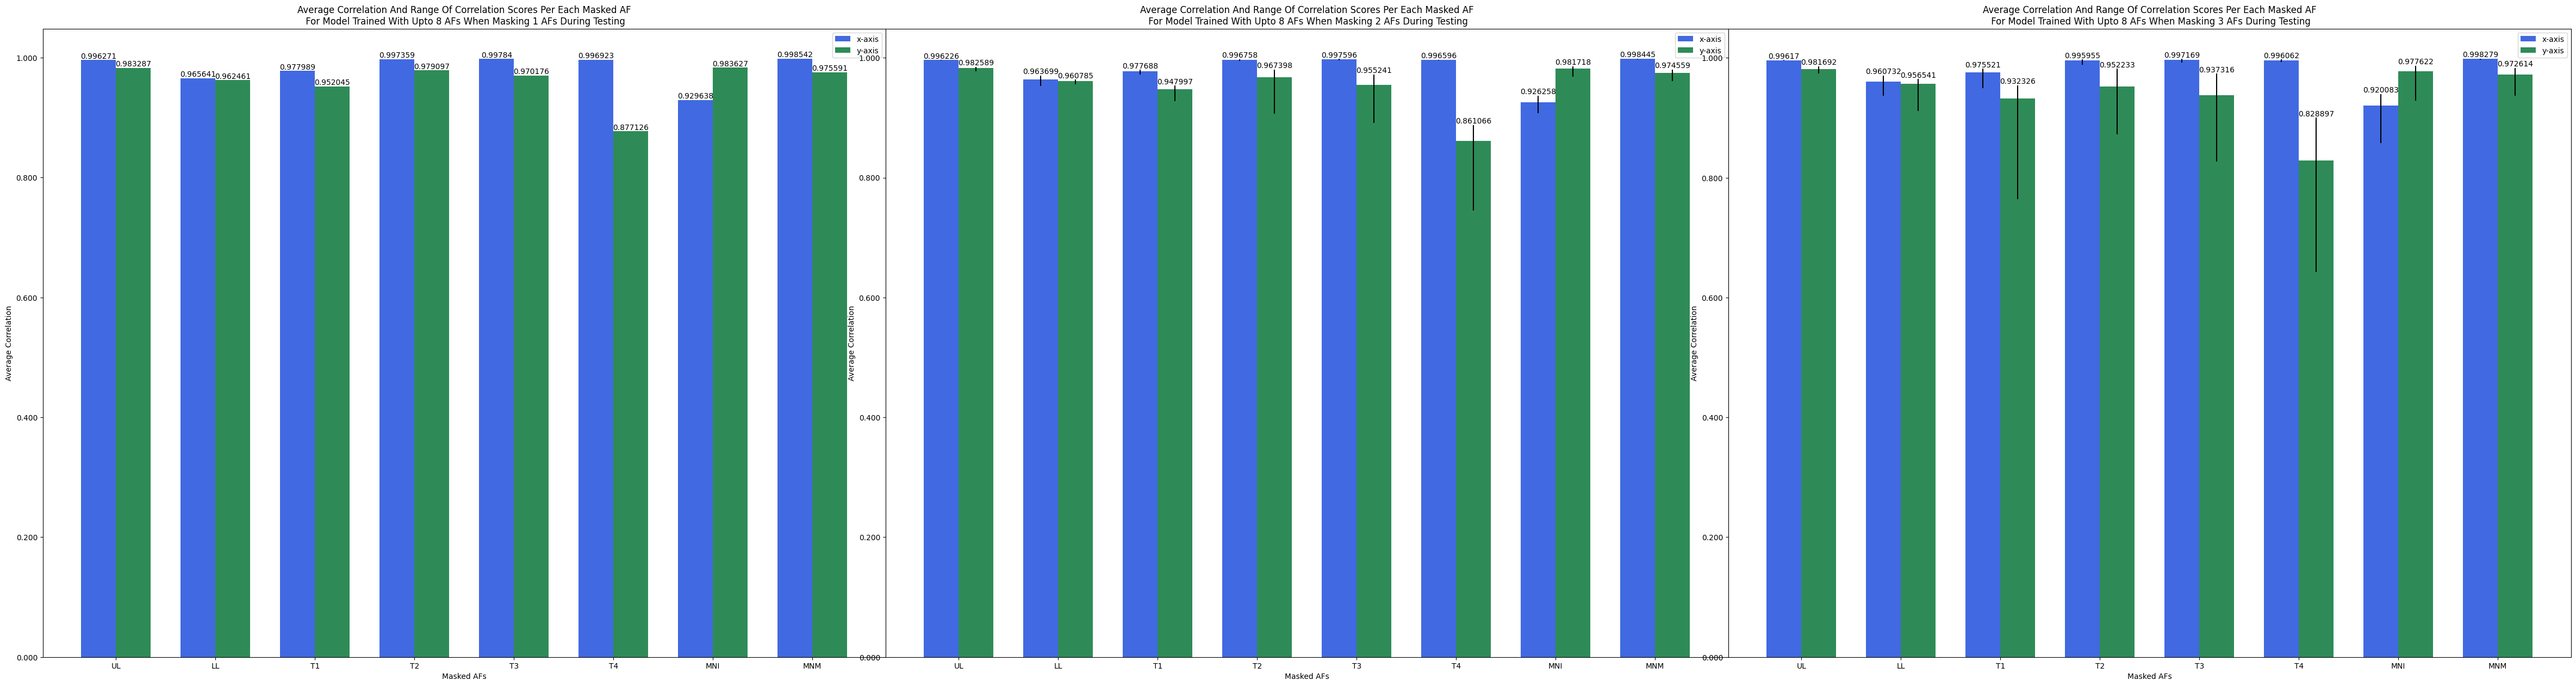 Average Correlation And Range Of Correlation Scores Per Each Masked AF
For Model Trained With Upto 8 AFs When Masking 1 AFs During Testing
x-axis
y-axis
1.000
0.800
0.600
0.400
0.200
0.000
Average Correlation
0.996271
0.983287
0.965641
0.962461
0.977989
0.952045
0.997359
0.979097
0.99784
0.970176
0.996923
0.877126
0.929638
0.983627
0.998542
0.975591
UL
LL
T1
T2
T3
T4
MNI
MNM
Masked AFs
Average Correlation And Range Of Correlation Scores Per Each Masked AF
For Model Trained With Upto 8 AFs When Masking 2 AFs During Testing
x-axis
y-axis
1.000
0.800
0.600
0.400
0.200
0.000
Average Correlation
0.996226
0.982589
0.963699
0.960785
0.977688
0.947997
0.996758
0.967398
0.997596
0.955241
0.996596
0.861066
0.926258
0.981718
0.998445
0.974559
UL
LL
T1
T2
T3
T4
MNI
MNM
Masked AFs
Average Correlation And Range Of Correlation Scores Per Each Masked AF
For Model Trained With Upto 8 AFs When Masking 3 AFs During Testing
x-axis
y-axis
1.000
0.800
0.600
0.400
0.200
0.000
Average Correlation
0.99617
0.981692
0.960732
0.956541
0.975521
0.932326
0.995955
0.952233
0.997169
0.937316
0.996062
0.828897
0.920083
0.977622
0.998279
0.972614
UL
LL
T1
T2
T3
T4
MNI
MNM
Masked AFs